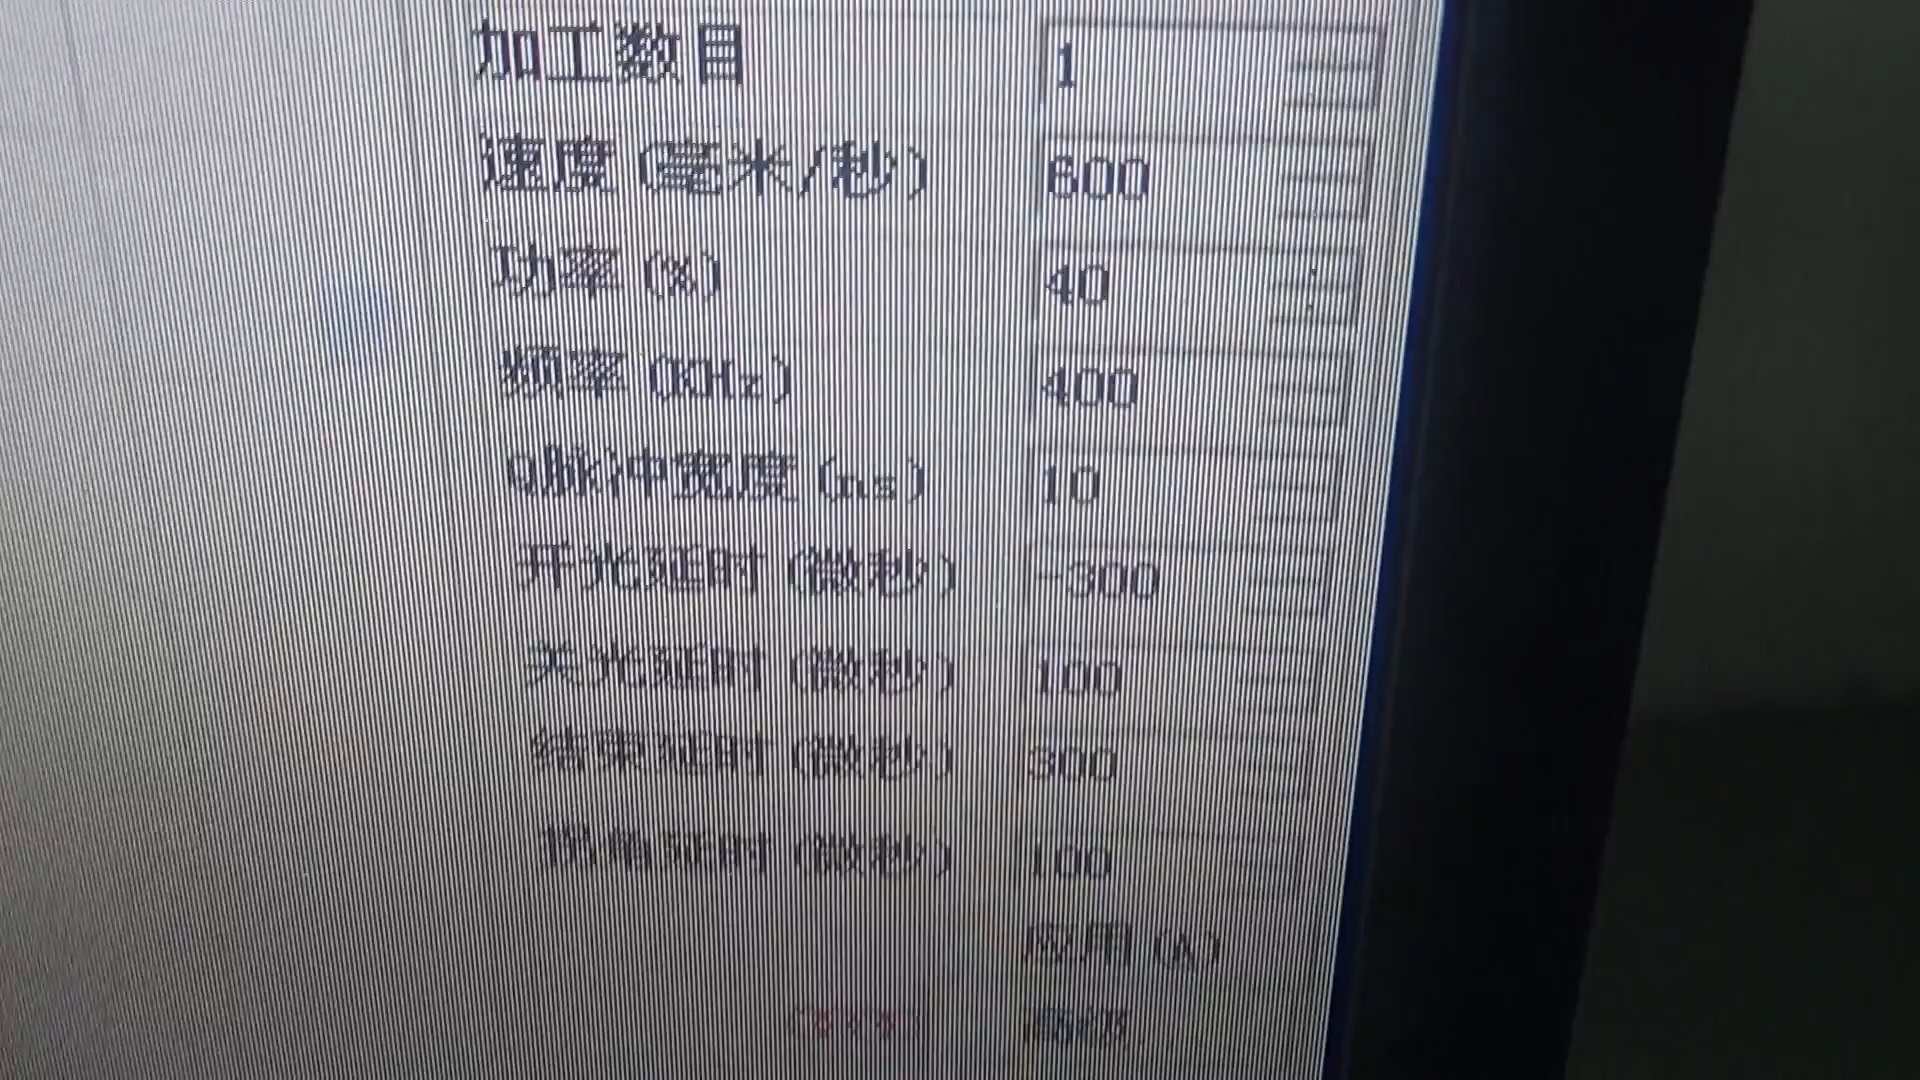 加工数目 1
速度(毫米/秒) 600
功率(%) 40
频率(KHz) 400
Q脉冲宽度(ns) 10
开光延时(微秒) -300
关光延时(微秒) 100
结束延时(微秒) 300
拐角延时(微秒) 100
应用(A)
高级